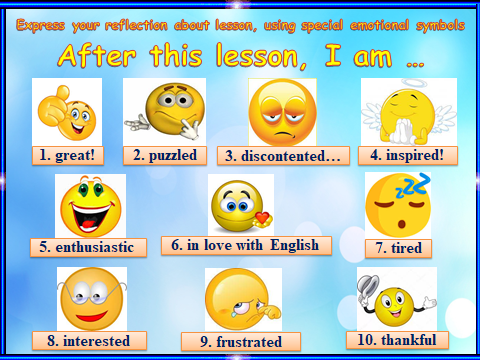 Express your reflection about lesson, using special emotional symbols
After this lesson, I am ...
1. great!
2. puzzled
3. discontented...
4. inspired!
5. enthusiastic
6. in love with English
7. tired
8. interested
9. frustrated
10. thankful